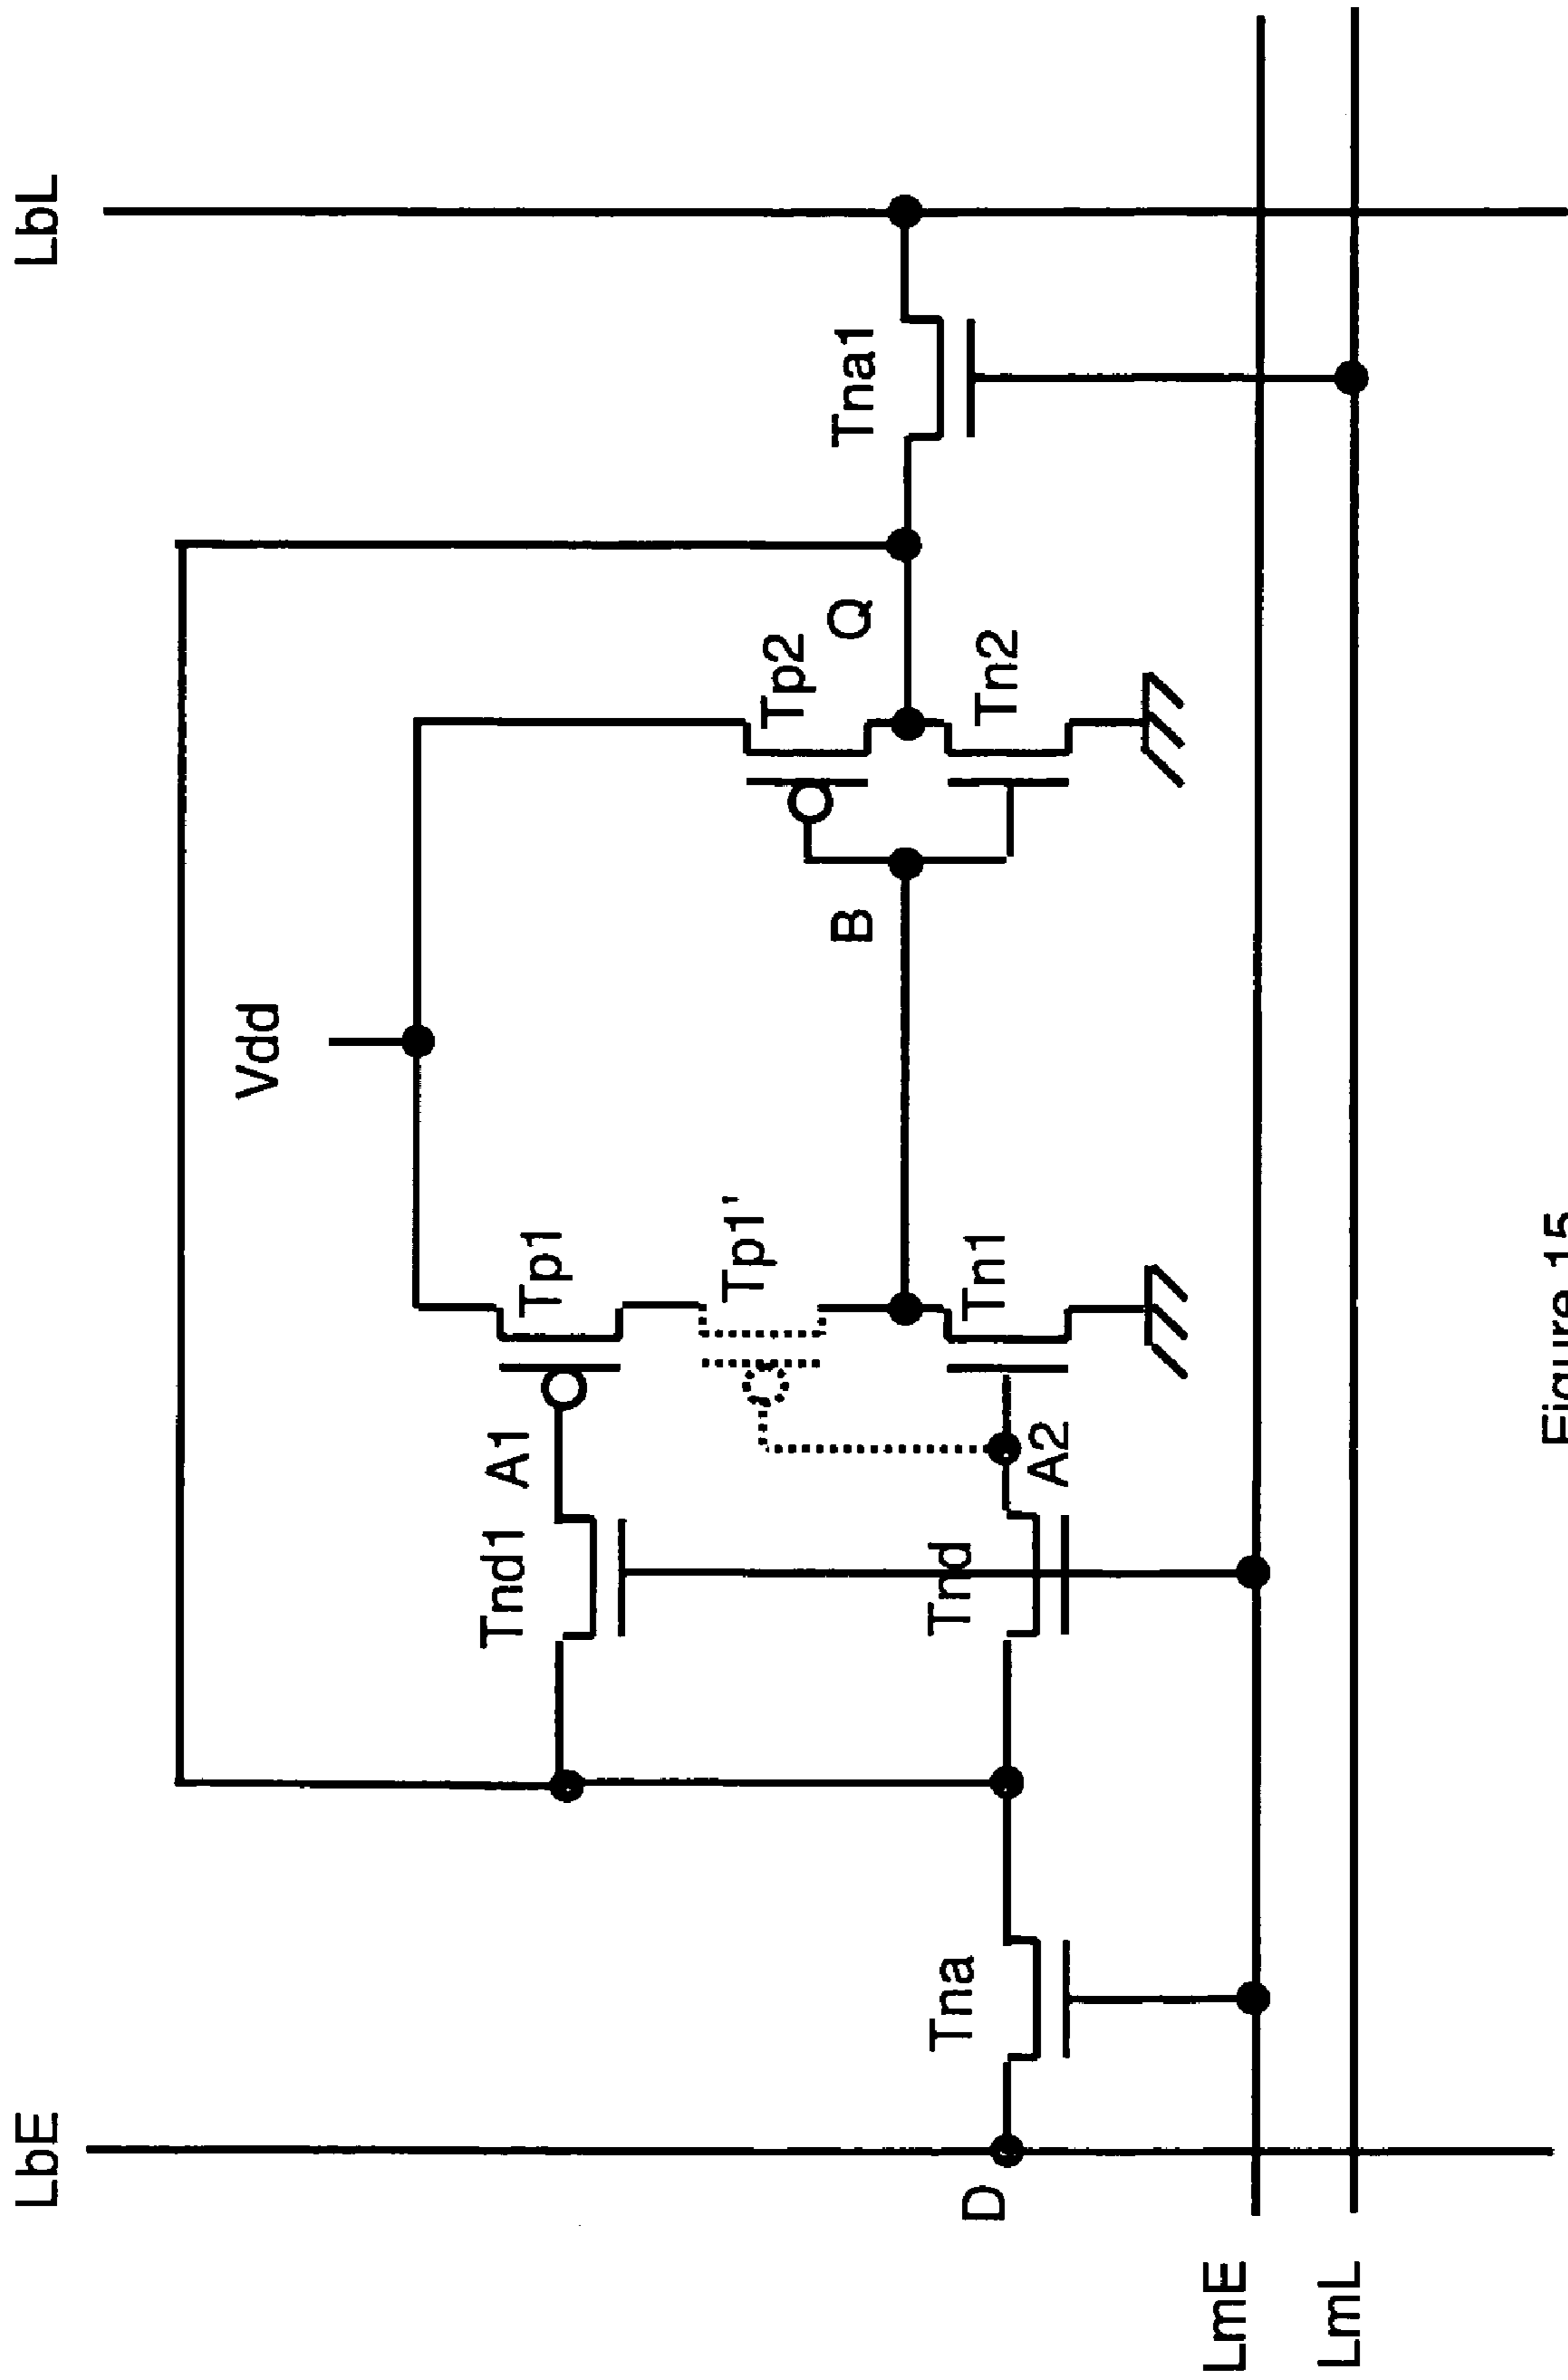 LbE
LbL
Vdd
Tp1
Tp2
Tp1'
Tnd1
A1
B
Q
Tna1
D
Tna
Tnd
A2
Tn1
Tn2
LmE
LmL
Figure 15